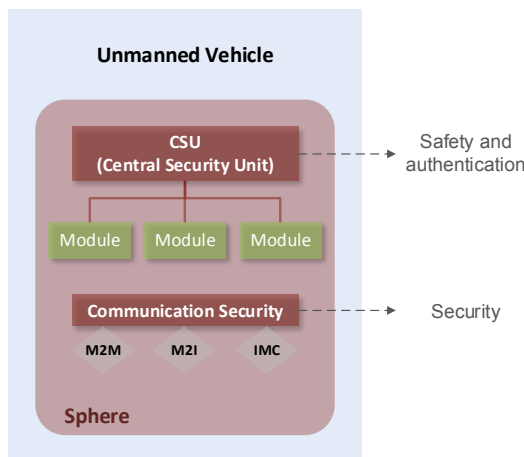 Unmanned Vehicle
CSU
(Central Security Unit)
Safety and
authentication
Module
Module
Module
Communication Security
Security
M2M
M2I
IMC
Sphere